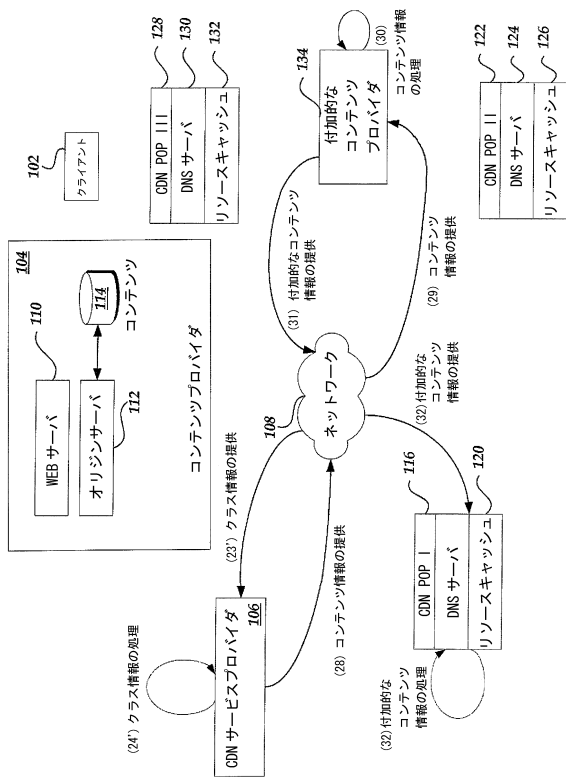 104
WEB サーバ
110
オリジンサーバ
112
114
コンテンツ
コンテンツプロバイダ
102
クライアント
CDN POP III
DNS サーバ
リソースキャッシュ
128
130
132
(24') クラス情報の処理
CDN サービスプロバイダ
106
(23') クラス情報の提供
(28) コンテンツ情報の提供
108
ネットワーク
(31) 付加的なコンテンツ
情報の提供
134
付加的な
コンテンツ
プロバイダ
(30)
コンテンツ情報
の処理
(29) コンテンツ
情報の提供
(32)付加的な
コンテンツ
情報の提供
(32)付加的な
コンテンツ
情報の処理
CDN POP I
DNS サーバ
リソースキャッシュ
116
120
CDN POP II
DNS サーバ
リソースキャッシュ
122
124
126